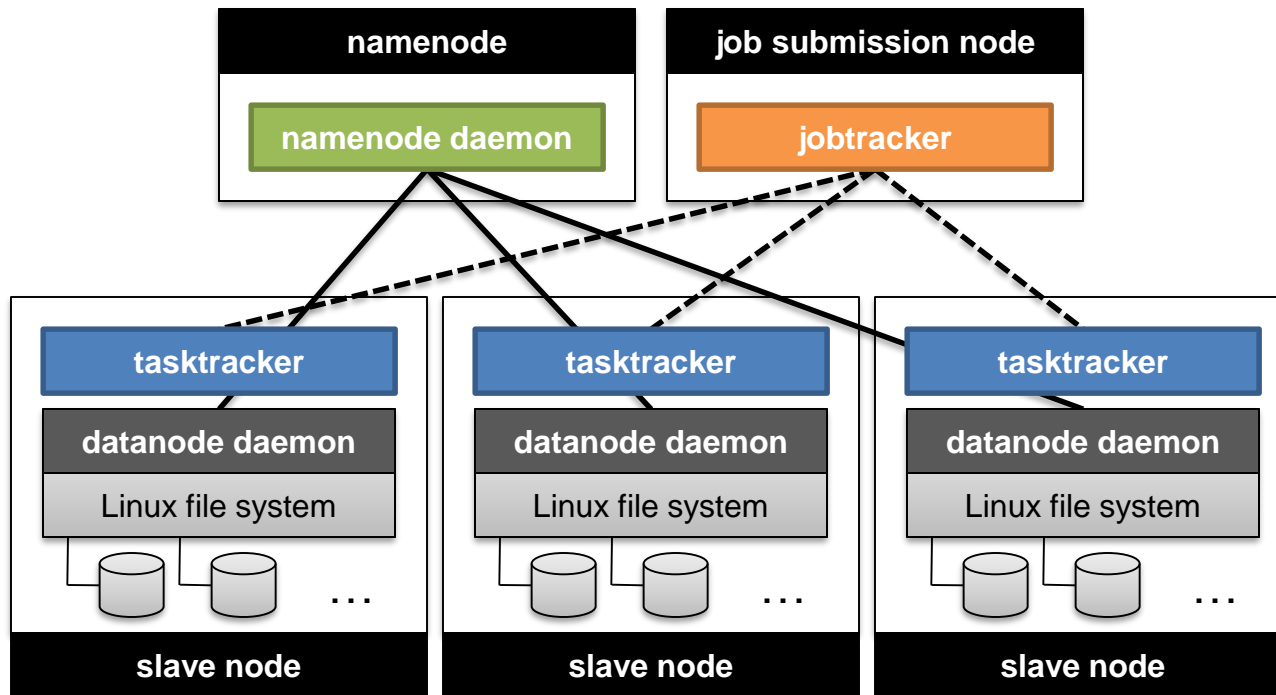 namenode
job submission node
namenode daemon
jobtracker
tasktracker
tasktracker
tasktracker
datanode daemon
datanode daemon
datanode daemon
Linux file system
Linux file system
Linux file system
...
...
...
slave node
slave node
slave node